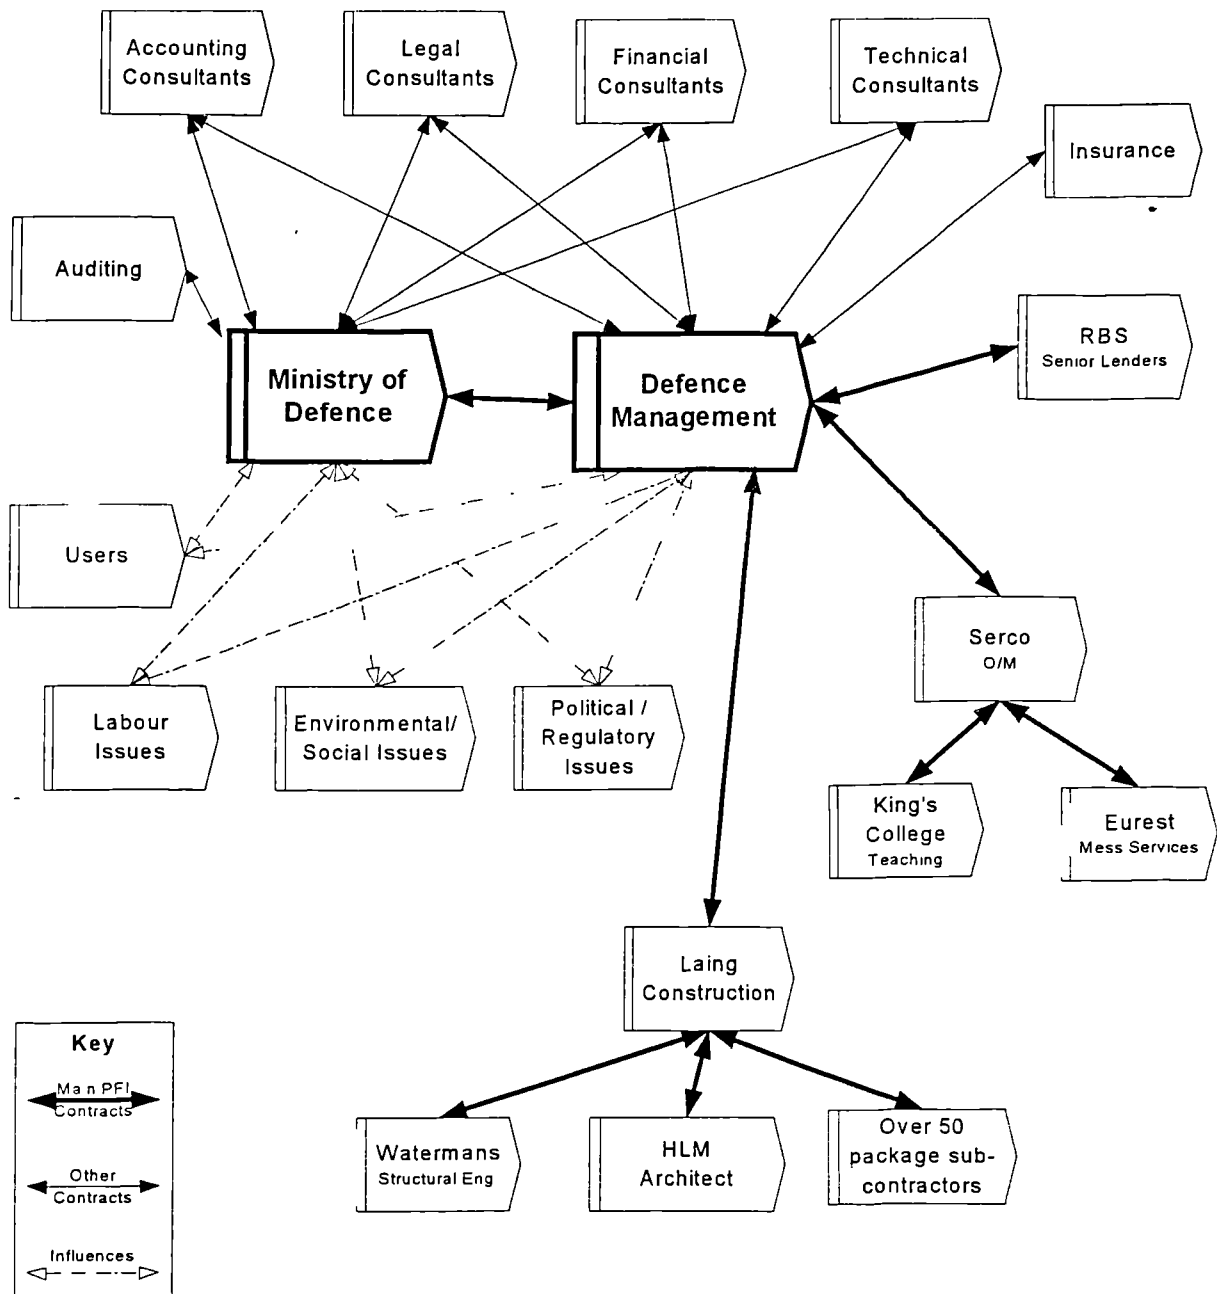 Accounting
Consultants
Legal
Consultants
Financial
Consultants
Technical
Consultants
Insurance
Auditing
RBS
Senior Lenders
Ministry of
Defence
Defence
Management
Users
Serco
O/M
Labour
Issues
Environmental/
Social Issues
Political /
Regulatory
Issues
King's
College
Teaching
Eurest
Mess Services
Laing
Construction
Key
Main PFI
Contracts
Other
Contracts
Influences
Watermans
Structural Eng
HLM
Architect
Over 50
package sub-
contractors